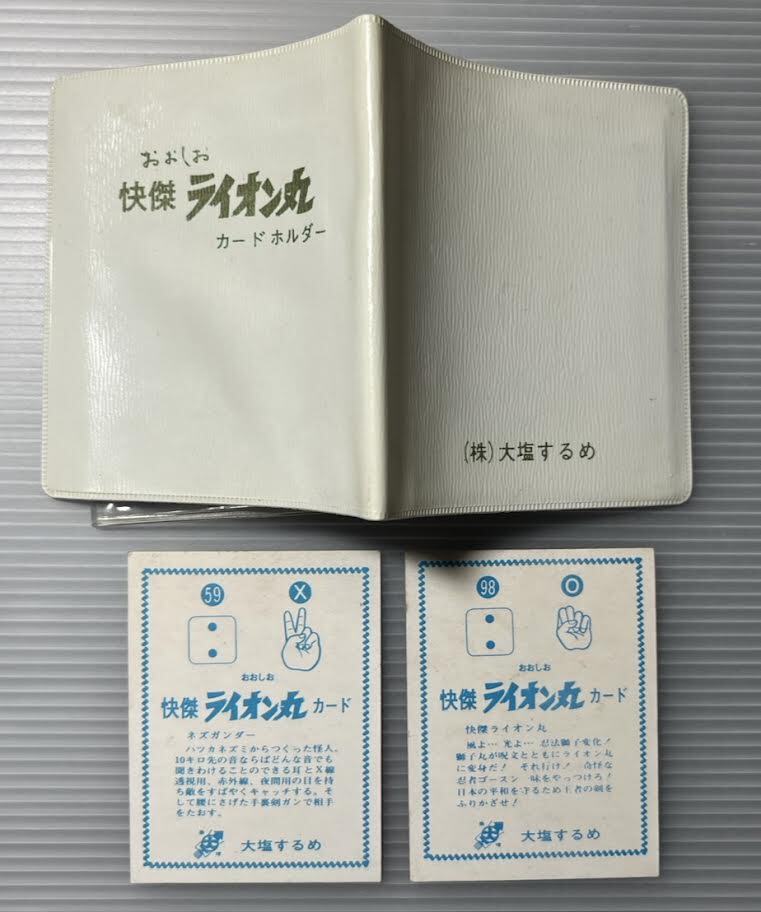 おおしお
快傑 ライオン丸
カードホルダー
(株)大塩するめ
59 X
おおしお
快傑 ライオン丸 カード
ネズガンダー
ハツカネズミからつくった怪人。
10キロ先の音ならばどんな音でも
聞きわけることのできる耳とX線
透視用、赤外線、夜間用の目を持
ち敵をすばやくキャッチする。そ
して腰にさげた手裏剣ガンで相手
をたおす。
大塩するめ
98 O
おおしお
快傑 ライオン丸 カード
快傑ライオン丸
風よ… 光よ… 忍法獅子変化!
獅子丸が呪文とともにライオン丸
に変身だ! それ行け! 奇怪な
忍者ゴースン一味をやっつけろ!
日本の平和を守るため王者の剣を
ふりかざせ!
大塩するめ